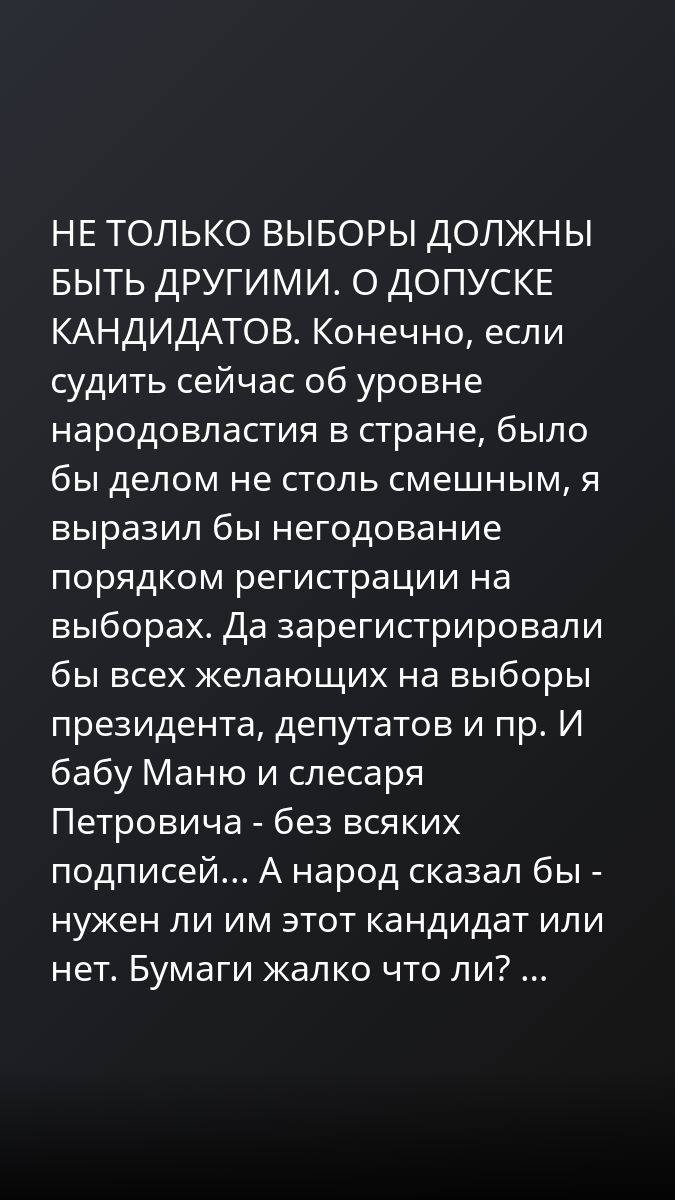 НЕ ТОЛЬКО ВЫБОРЫ ДОЛЖНЫ
БЫТЬ ДРУГИМИ. О ДОПУСКЕ
КАНДИДАТОВ. Конечно, если
судить сейчас об уровне
народовластия в стране, было
бы делом не столь смешным, я
выразил бы негодование
порядком регистрации на
выборах. Да зарегистрировали
бы всех желающих на выборы
президента, депутатов и пр. И
бабу Маню и слесаря
Петровича - без всяких
подписей... А народ сказал бы -
нужен ли им этот кандидат или
нет. Бумаги жалко что ли? ...